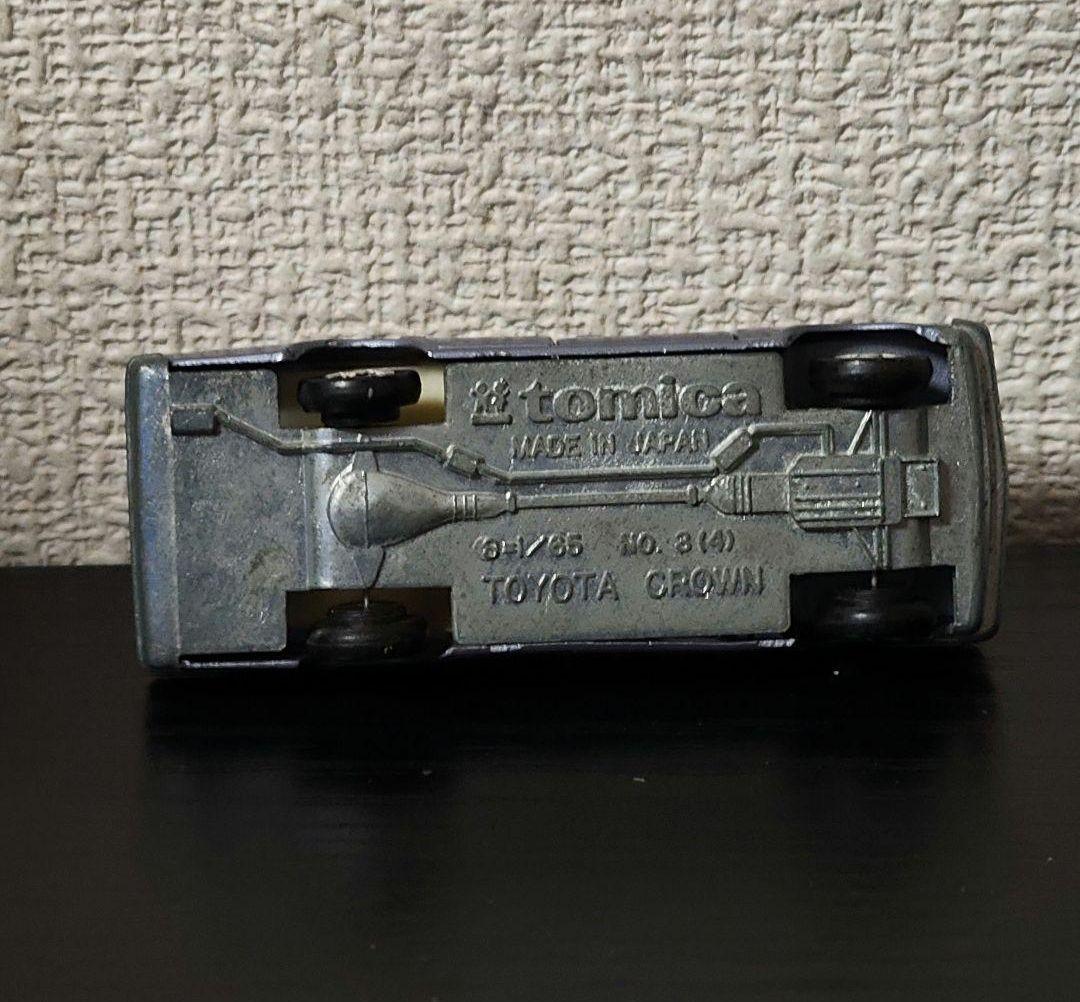 tomica
MADE IN JAPAN
S=1/65 NO. 3(4)
TOYOTA CROWN